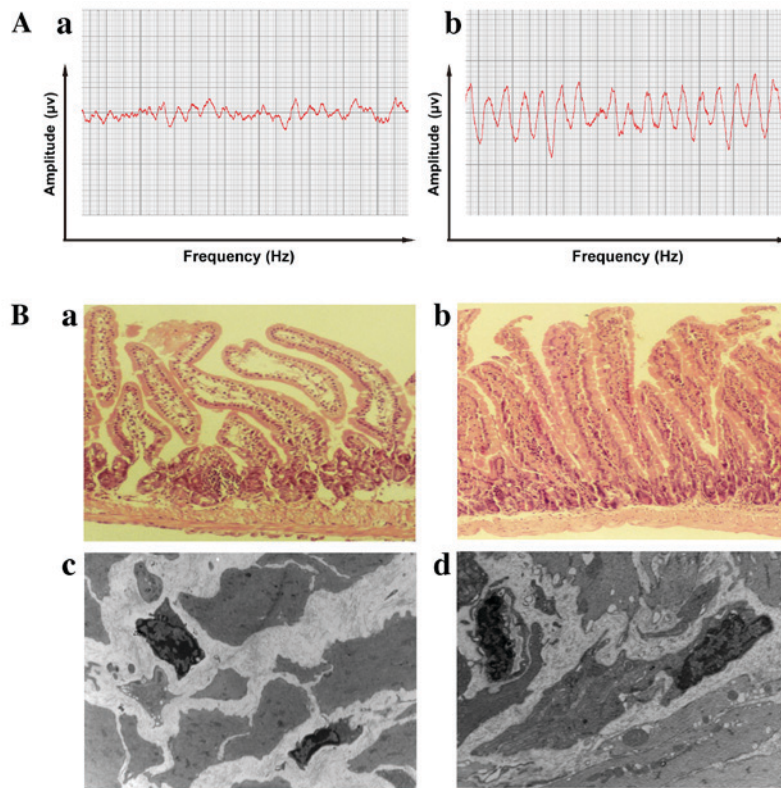 A a b
Amplitude (μv) Amplitude (μv)
Frequency (Hz) Frequency (Hz)
B a b
c d